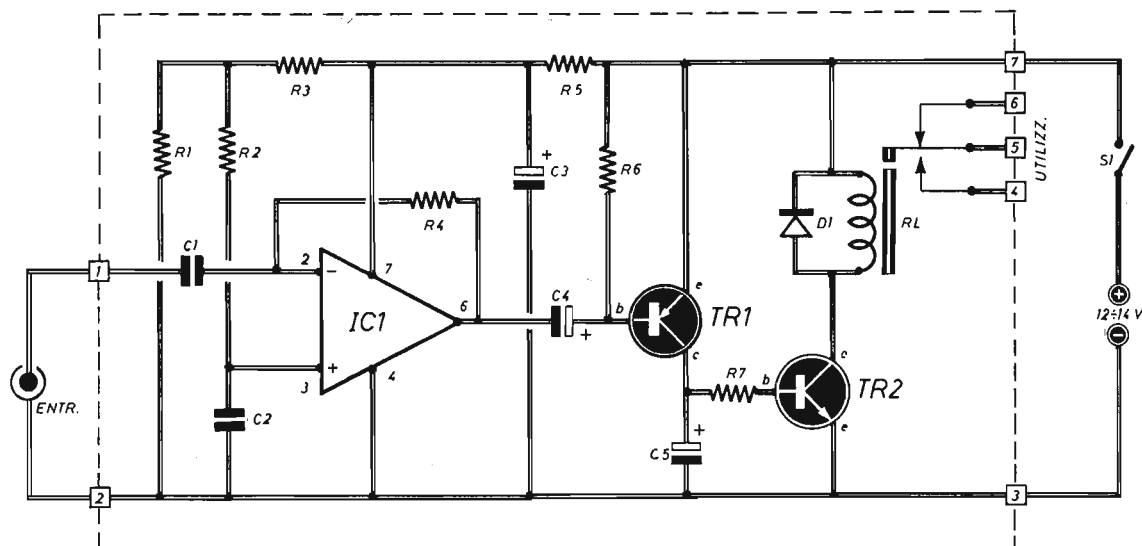 R3
R5
7
6
5
4
UTILIZZ.
S1
R1
R2
C3
+
R6
R4
D1
RL
C1
1
2
−
7
IC1
6
C4
+
b
e
c
TR1
+
12÷14 V
−
ENTR.
3
+
4
C2
R7
b
c
e
TR2
C5
+
2
3